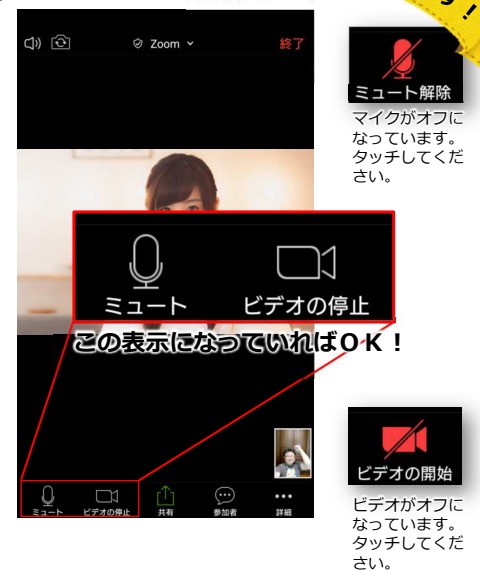 す！
Zoom
終了
ミュート解除
マイクがオフに
なっています。
タッチしてくだ
さい。
ミュート
ビデオの停止
この表示になっていればＯＫ！
ビデオの開始
ビデオがオフに
なっています。
タッチしてくだ
さい。
ミュート
ビデオの停止
共有
参加者
詳細